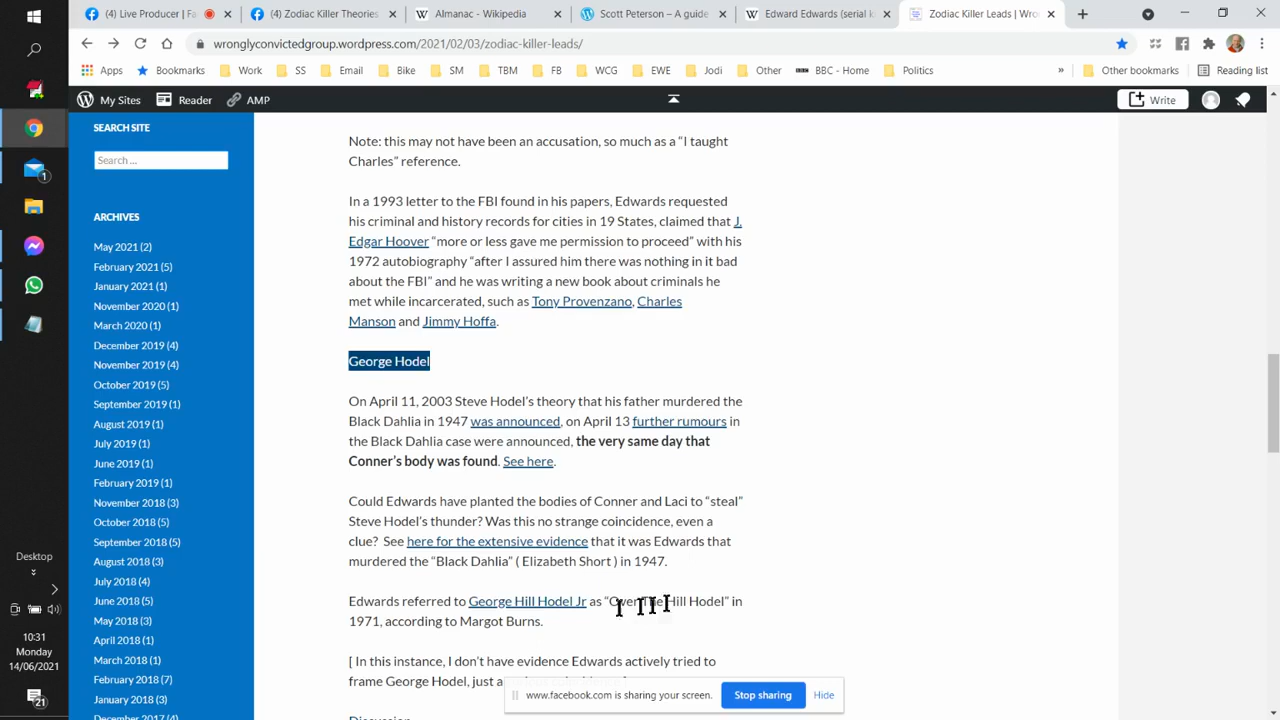 (4) Live Producer | Fa
(4) Zodiac Killer Theories
Almanac - Wikipedia
Scott Peterson – A guide
Edward Edwards (serial k
Zodiac Killer Leads | Wro
wronglyconvictedgroup.wordpress.com/2021/02/03/zodiac-killer-leads/
Apps Bookmarks Work SS Email Bike SM TBM FB WCG EWE Jodi Other BBC - Home Politics » Other bookmarks Reading list
My Sites Reader AMP Write
SEARCH SITE
Search ...
ARCHIVES
May 2021 (2)
February 2021 (5)
January 2021 (1)
November 2020 (1)
March 2020 (1)
December 2019 (4)
November 2019 (4)
October 2019 (5)
September 2019 (1)
August 2019 (1)
July 2019 (1)
June 2019 (1)
February 2019 (1)
November 2018 (3)
October 2018 (5)
September 2018 (5)
August 2018 (3)
July 2018 (4)
June 2018 (5)
May 2018 (3)
April 2018 (1)
March 2018 (1)
February 2018 (7)
January 2018 (3)
December 2017 (4)
Note: this may not have been an accusation, so much as a “I taught
Charles” reference.
In a 1993 letter to the FBI found in his papers, Edwards requested
his criminal and history records for cities in 19 States, claimed that J.
Edgar Hoover “more or less gave me permission to proceed” with his
1972 autobiography “after I assured him there was nothing in it bad
about the FBI” and he was writing a new book about criminals he
met while incarcerated, such as Tony Provenzano, Charles
Manson and Jimmy Hoffa.
George Hodel
On April 11, 2003 Steve Hodel’s theory that his father murdered the
Black Dahlia in 1947 was announced, on April 13 further rumours in
the Black Dahlia case were announced, the very same day that
Conner’s body was found. See here.
Could Edwards have planted the bodies of Conner and Laci to “steal”
Steve Hodel’s thunder? Was this no strange coincidence, even a
clue? See here for the extensive evidence that it was Edwards that
murdered the “Black Dahlia” ( Elizabeth Short ) in 1947.
Edwards referred to George Hill Hodel Jr as “Over The Hill Hodel” in
1971, according to Margot Burns.
[ In this instance, I don’t have evidence Edwards actively tried to
frame George Hodel, just a
Discussion
www.facebook.com is sharing your screen. Stop sharing Hide
1
Desktop
10:31
Monday
14/06/2021
21